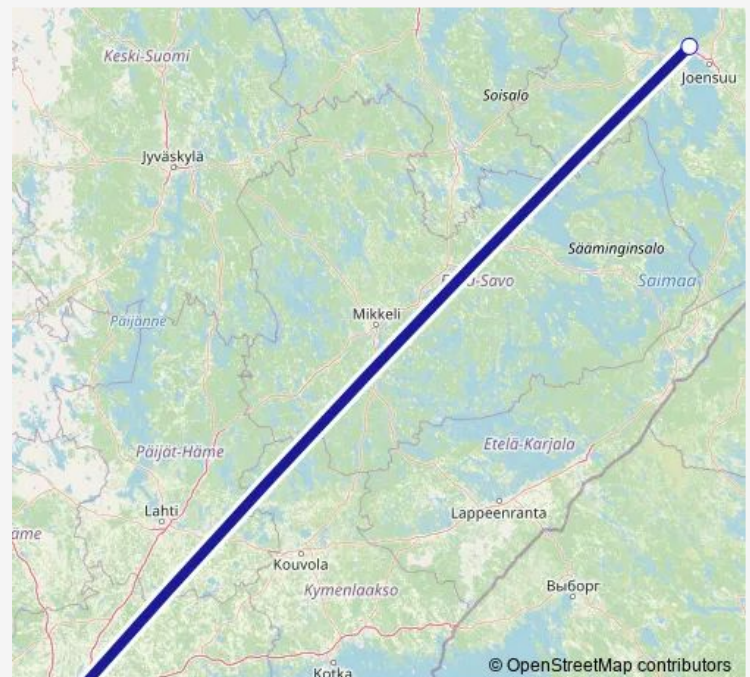 Keski-Suomi
Joensuu
Soisalo
Jyväskylä
Sääminginsalo
Saimaa
Mikkeli
Päijänne
Etelä-Karjala
Päijät-Häme
Lahti
Lappeenranta
Kouvola
Выборг
Kymenlaakso
Kotka
© OpenStreetMap contributors